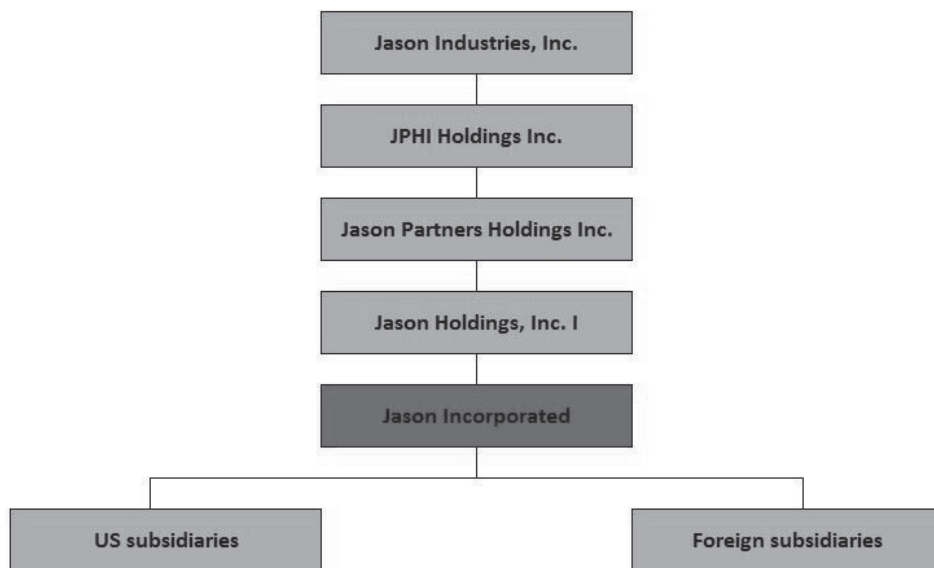 Jason Industries, Inc.
JPHI Holdings Inc.
Jason Partners Holdings Inc.
Jason Holdings, Inc. I
Jason Incorporated
US subsidiaries
Foreign subsidiaries